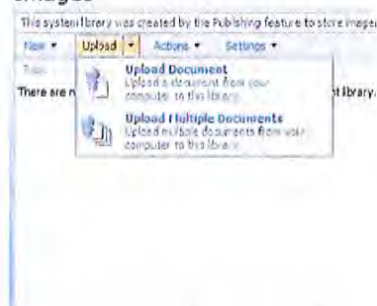 Images
This system library was created by the Publishing feature to store images
New Upload Actions Settings
Type
There are n t library.
Upload Document
Upload a document from your
computer to this library.
Upload Multiple Documents
Upload multiple documents from your
computer to this library.